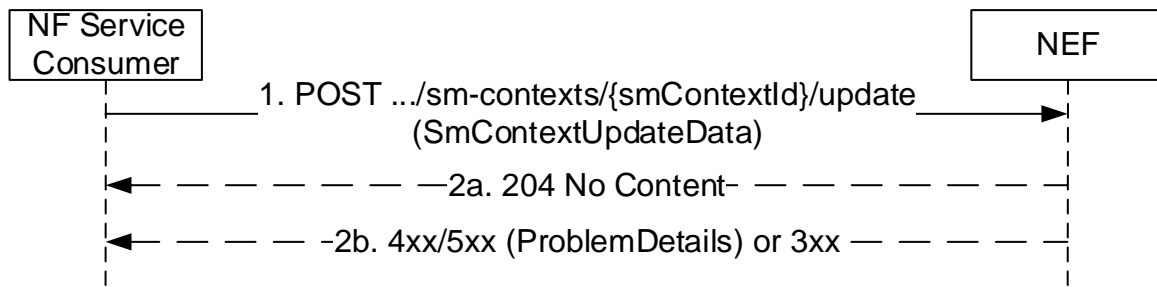 NF Service
Consumer
NEF
1. POST .../sm-contexts/{smContextId}/update
(SmContextUpdateData)
2a. 204 No Content
2b. 4xx/5xx (ProblemDetails) or 3xx